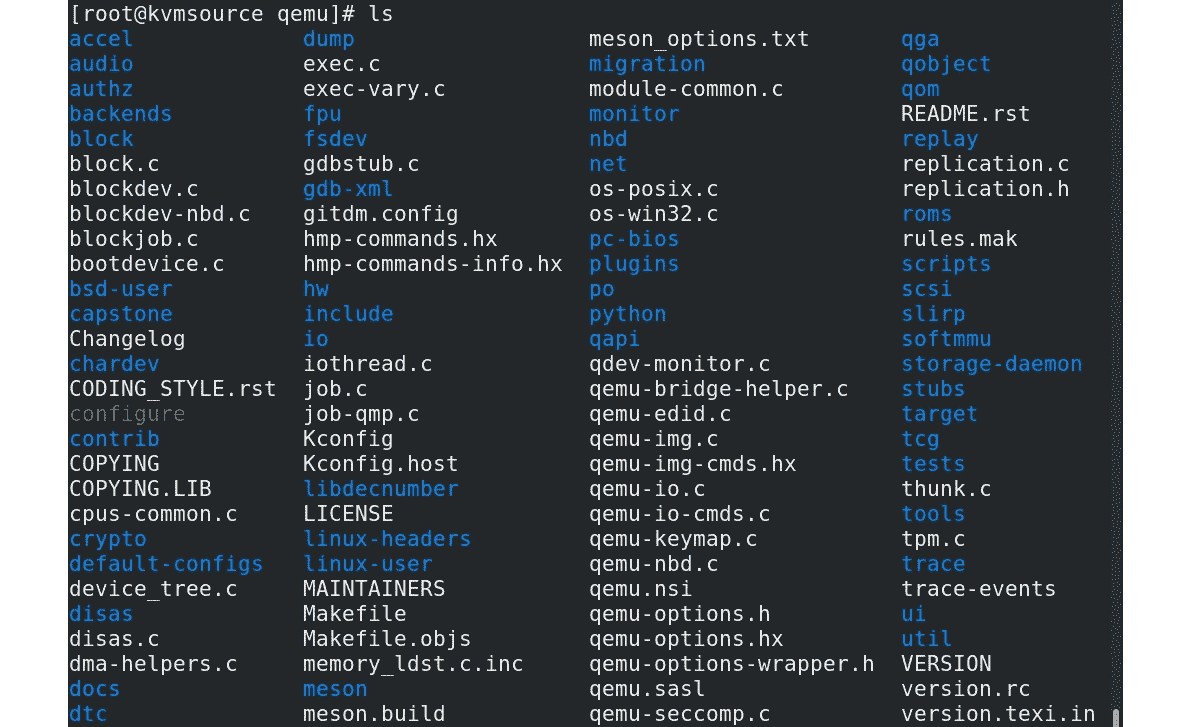 [root@kvmsource qemu]# ls
accel dump meson_options.txt qga
audio exec.c migration qobject
authz exec-vary.c module-common.c qom
backends fpu monitor README.rst
block fsdev nbd replay
block.c gdbstub.c net replication.c
blockdev.c gdb-xml os-posix.c replication.h
blockdev-nbd.c gitdm.config os-win32.c roms
blockjob.c hmp-commands.hx pc-bios rules.mak
bootdevice.c hmp-commands-info.hx plugins scripts
bsd-user hw po scsi
capstone include python slirp
Changelog io qapi softmmu
chardev iothread.c qdev-monitor.c storage-daemon
CODING_STYLE.rst job.c qemu-bridge-helper.c stubs
configure job-qmp.c qemu-edid.c target
contrib Kconfig qemu-img.c tcg
COPYING Kconfig.host qemu-img-cmds.hx tests
COPYING.LIB libdecnumber qemu-io.c thunk.c
cpus-common.c LICENSE qemu-io-cmds.c tools
crypto linux-headers qemu-keymap.c tpm.c
default-configs linux-user qemu-nbd.c trace
device_tree.c MAINTAINERS qemu.nsi trace-events
disas Makefile qemu-options.h ui
disas.c Makefile.objs qemu-options.hx util
dma-helpers.c memory_ldst.c.inc qemu-options-wrapper.h VERSION
docs meson qemu.sasl version.rc
dtc meson.build qemu-seccomp.c version.texi.in